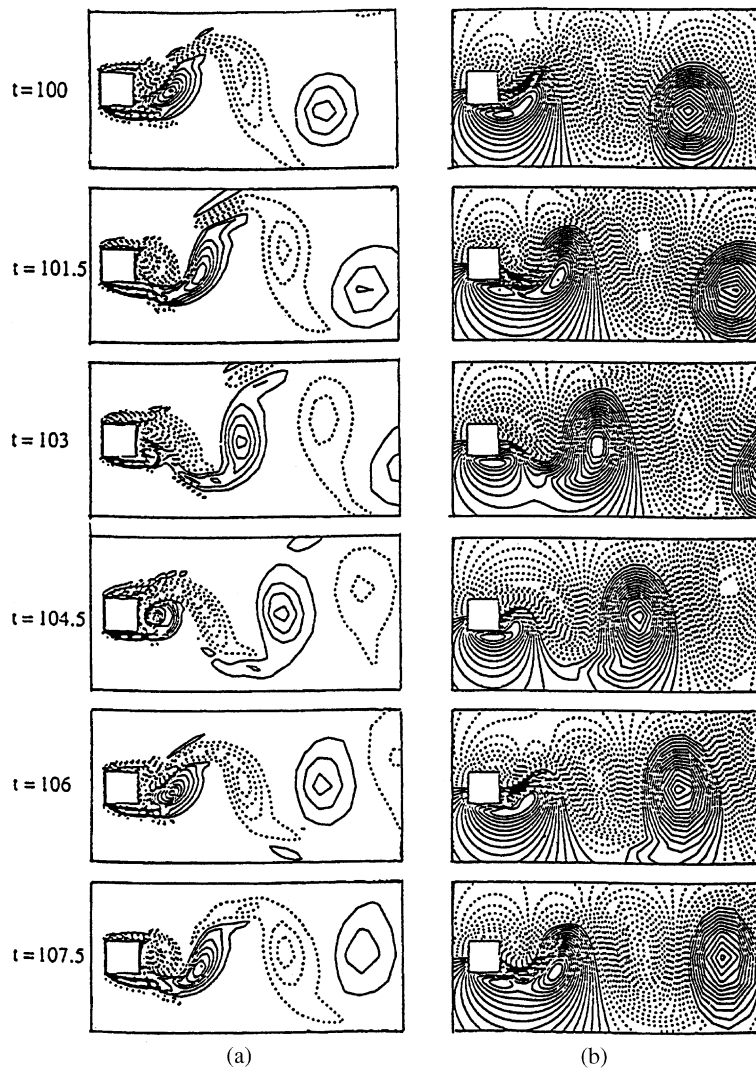 t = 100
t = 101.5
t = 103
t = 104.5
t = 106
t = 107.5
(a) (b)